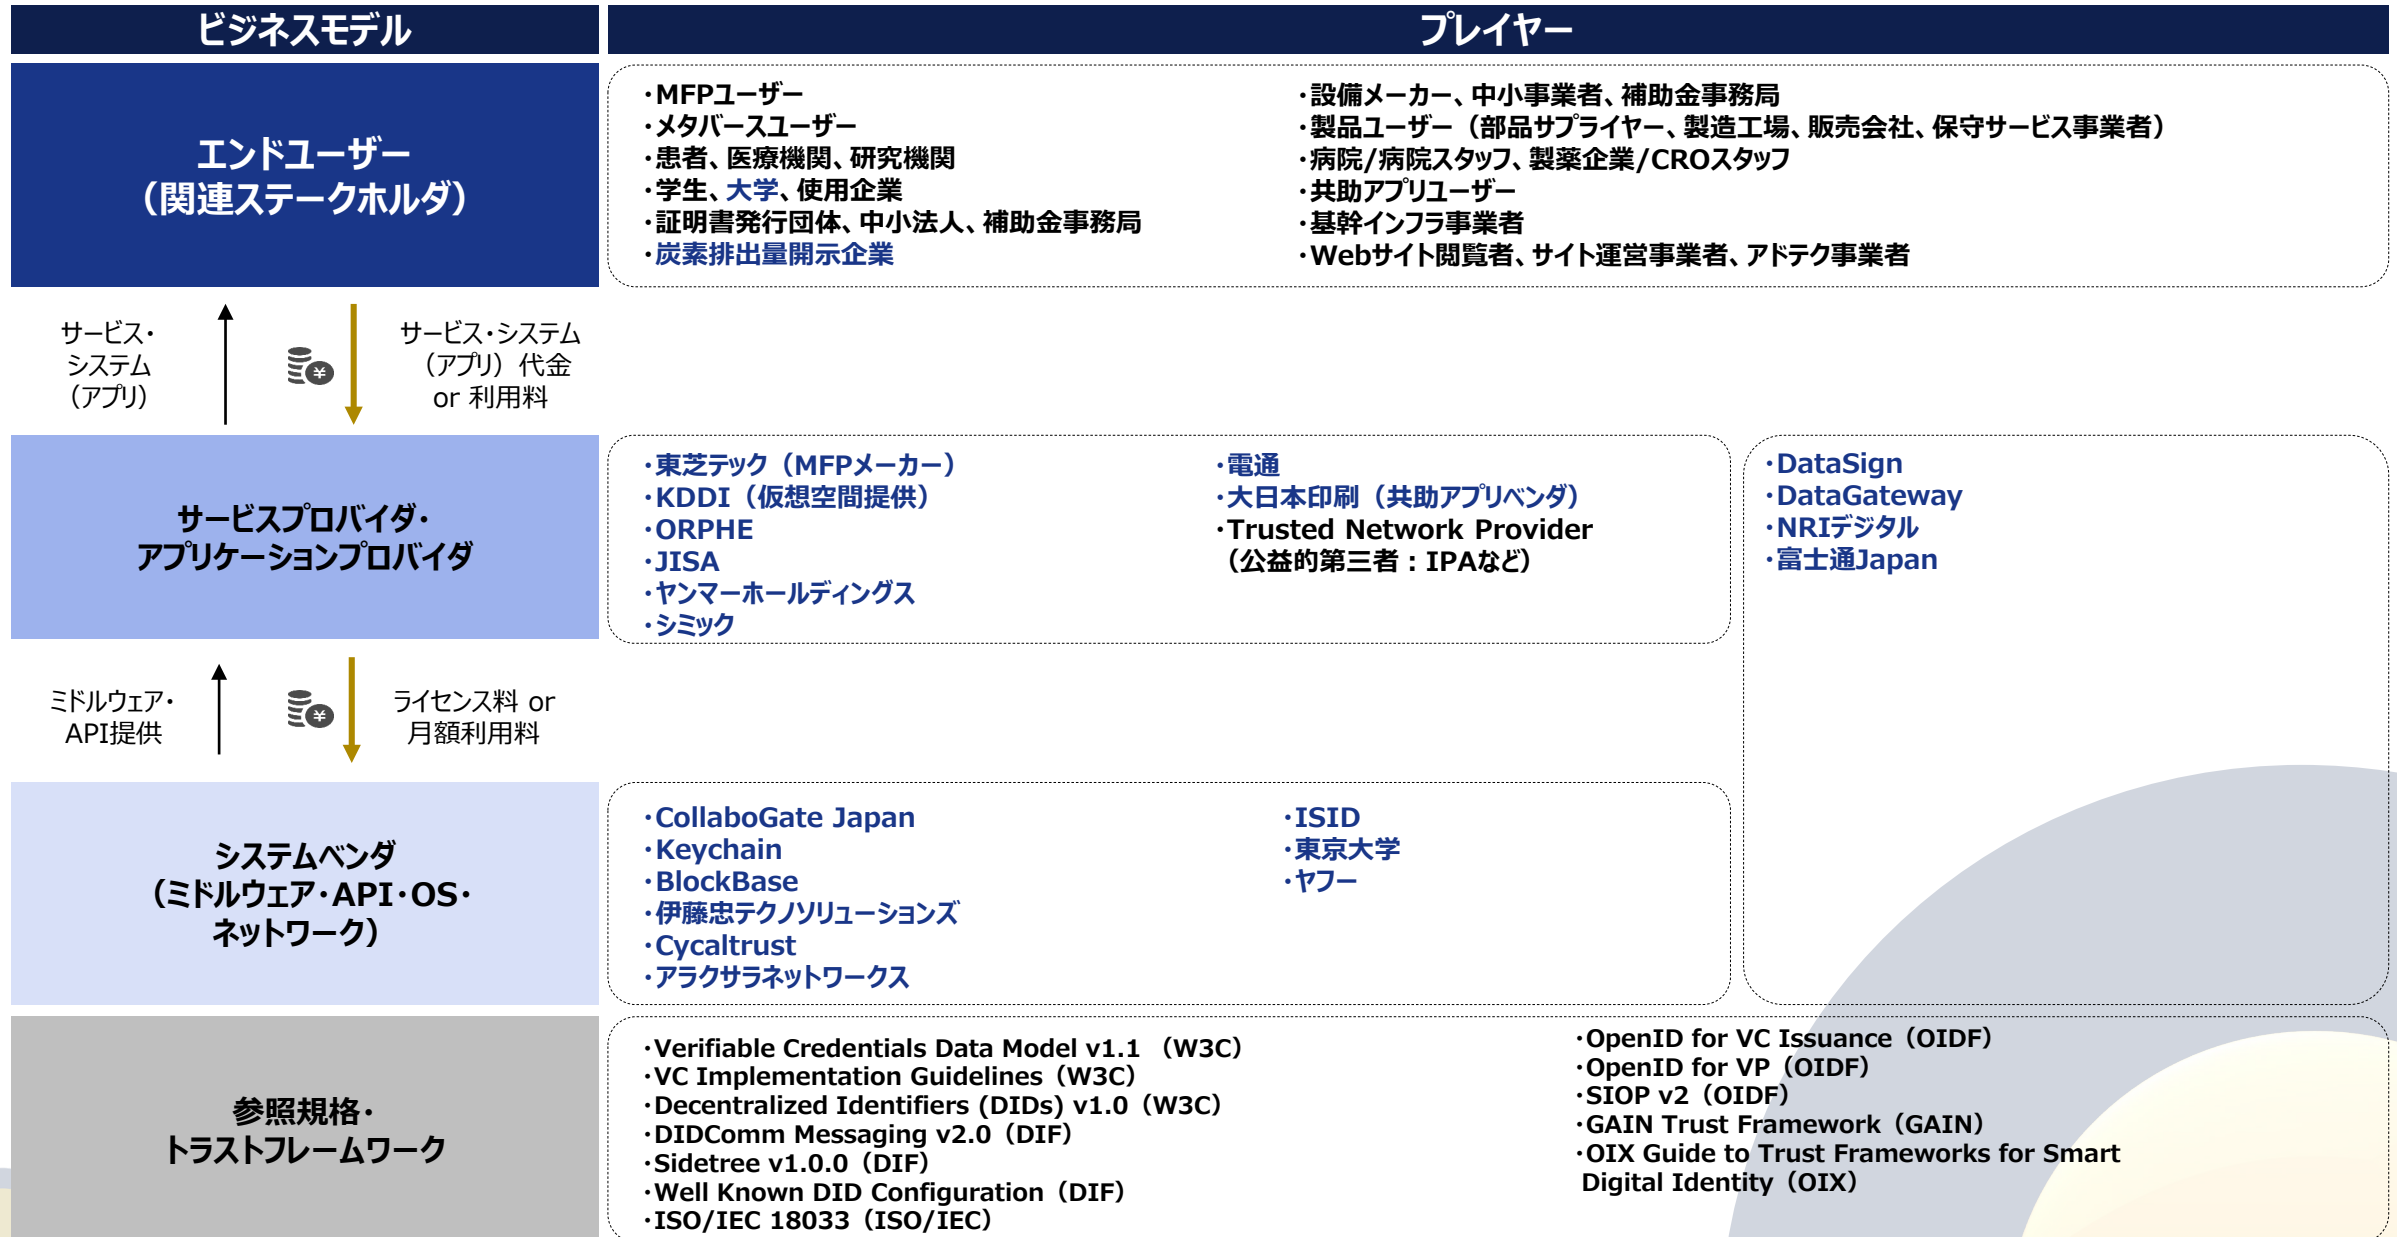 ビジネスモデル
プレイヤー
エンドユーザー
（関連ステークホルダ）
・MFPユーザー
・メタバースユーザー
・患者、医療機関、研究機関
・学生、大学、使用企業
・証明書発行団体、中小法人、補助金事務局
・炭素排出量開示企業
・設備メーカー、中小事業者、補助金事務局
・製品ユーザー（部品サプライヤー、製造工場、販売会社、保守サービス事業者）
・病院/病院スタッフ、製薬企業/CROスタッフ
・共助アプリユーザー
・基幹インフラ事業者
・Webサイト閲覧者、サイト運営事業者、アドテク事業者
サービス・
システム
（アプリ）
¥
サービス・システム
（アプリ）代金
or 利用料
サービスプロバイダ・
アプリケーションプロバイダ
・東芝テック（MFPメーカー）
・KDDI（仮想空間提供）
・ORPHE
・JISA
・ヤンマーホールディングス
・シミック
・電通
・大日本印刷（共助アプリベンダ）
・Trusted Network Provider
（公益的第三者：IPAなど）
・DataSign
・DataGateway
・NRIデジタル
・富士通Japan
ミドルウェア・
API提供
¥
ライセンス料 or
月額利用料
システムベンダ
（ミドルウェア・API・OS・
ネットワーク）
・CollaboGate Japan
・Keychain
・BlockBase
・伊藤忠テクノソリューションズ
・Cycaltrust
・アラクサラネットワークス
・ISID
・東京大学
・ヤフー
参照規格・
トラストフレームワーク
・Verifiable Credentials Data Model v1.1 （W3C）
・VC Implementation Guidelines（W3C）
・Decentralized Identifiers (DIDs) v1.0（W3C）
・DIDComm Messaging v2.0（DIF）
・Sidetree v1.0.0（DIF）
・Well Known DID Configuration（DIF）
・ISO/IEC 18033（ISO/IEC）
・OpenID for VC Issuance（OIDF）
・OpenID for VP（OIDF）
・SIOP v2（OIDF）
・GAIN Trust Framework（GAIN）
・OIX Guide to Trust Frameworks for Smart
Digital Identity（OIX）